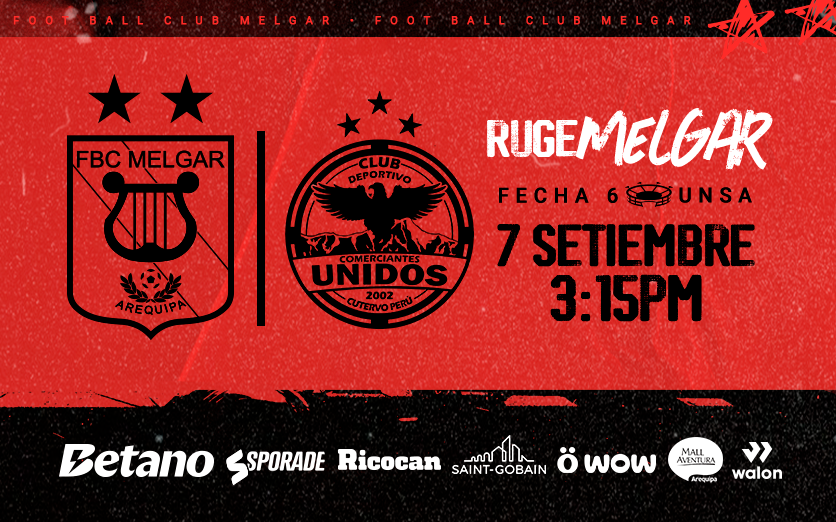 FOOT BALL CLUB MELGAR - FOOT BALL CLUB MELGAR
FBC MELGAR
AREQUIPA
CLUB
DEPORTIVO
COMERCIANTES
UNIDOS
2002
CUTERVO PERÚ
RUGEMELGAR
FECHA 6 UNSA
7 SETIEMBRE
3:15PM
Betano SPORADE Ricocan SAINT-GOBAIN WOW MALL AVENTURA Arequipa walon